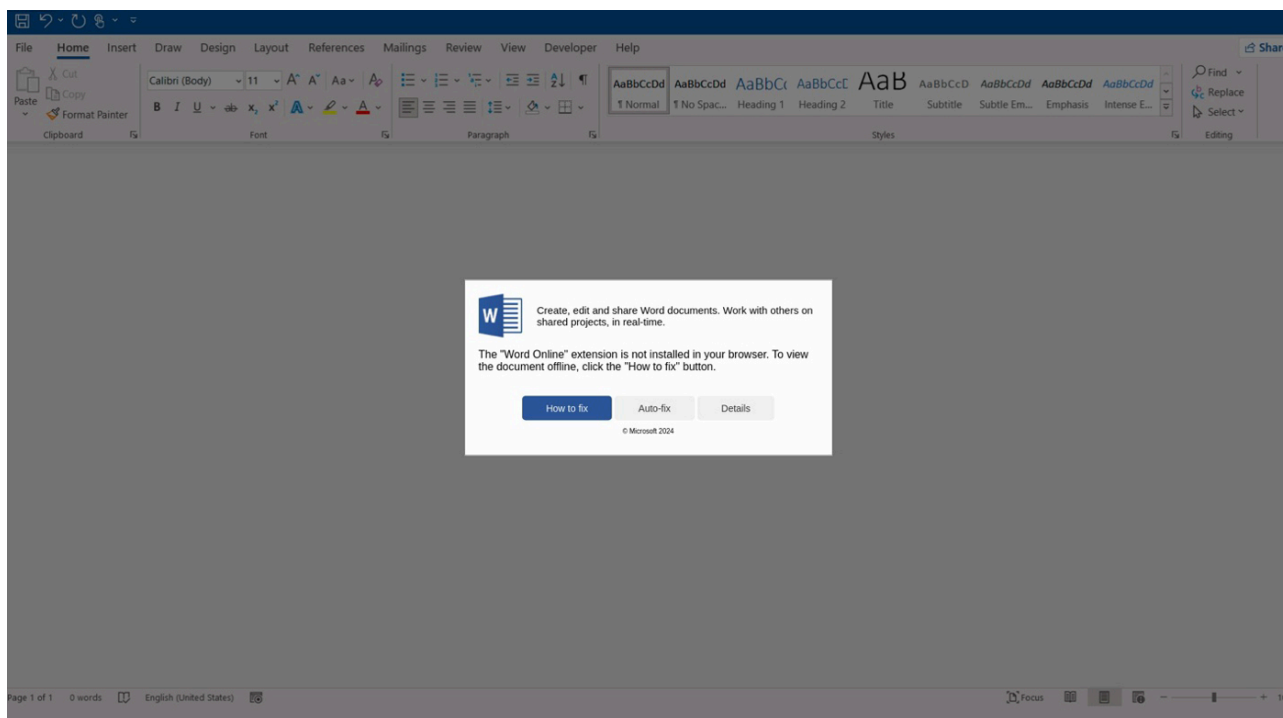 File Home Insert Draw Design Layout References Mailings Review View Developer Help Share
Paste
Cut
Copy
Format Painter
Clipboard
Calibri (Body) 11 A A Aa A
B I U ab x, x² A A
Font
Paragraph
AaBbCcDd AaBbCcDd AaBbCc AaBbCcD AaB AaBbCcD AaBbCcDd AaBbCcDd AaBbCcDd
¶ Normal ¶ No Spac... Heading 1 Heading 2 Title Subtitle Subtle Em... Emphasis Intense E...
Styles
Find
Replace
Select
Editing
W
Create, edit and share Word documents. Work with others on
shared projects, in real-time.
The "Word Online" extension is not installed in your browser. To view
the document offline, click the "How to fix" button.
How to fix Auto-fix Details
© Microsoft 2024
Page 1 of 1 0 words English (United States) Focus